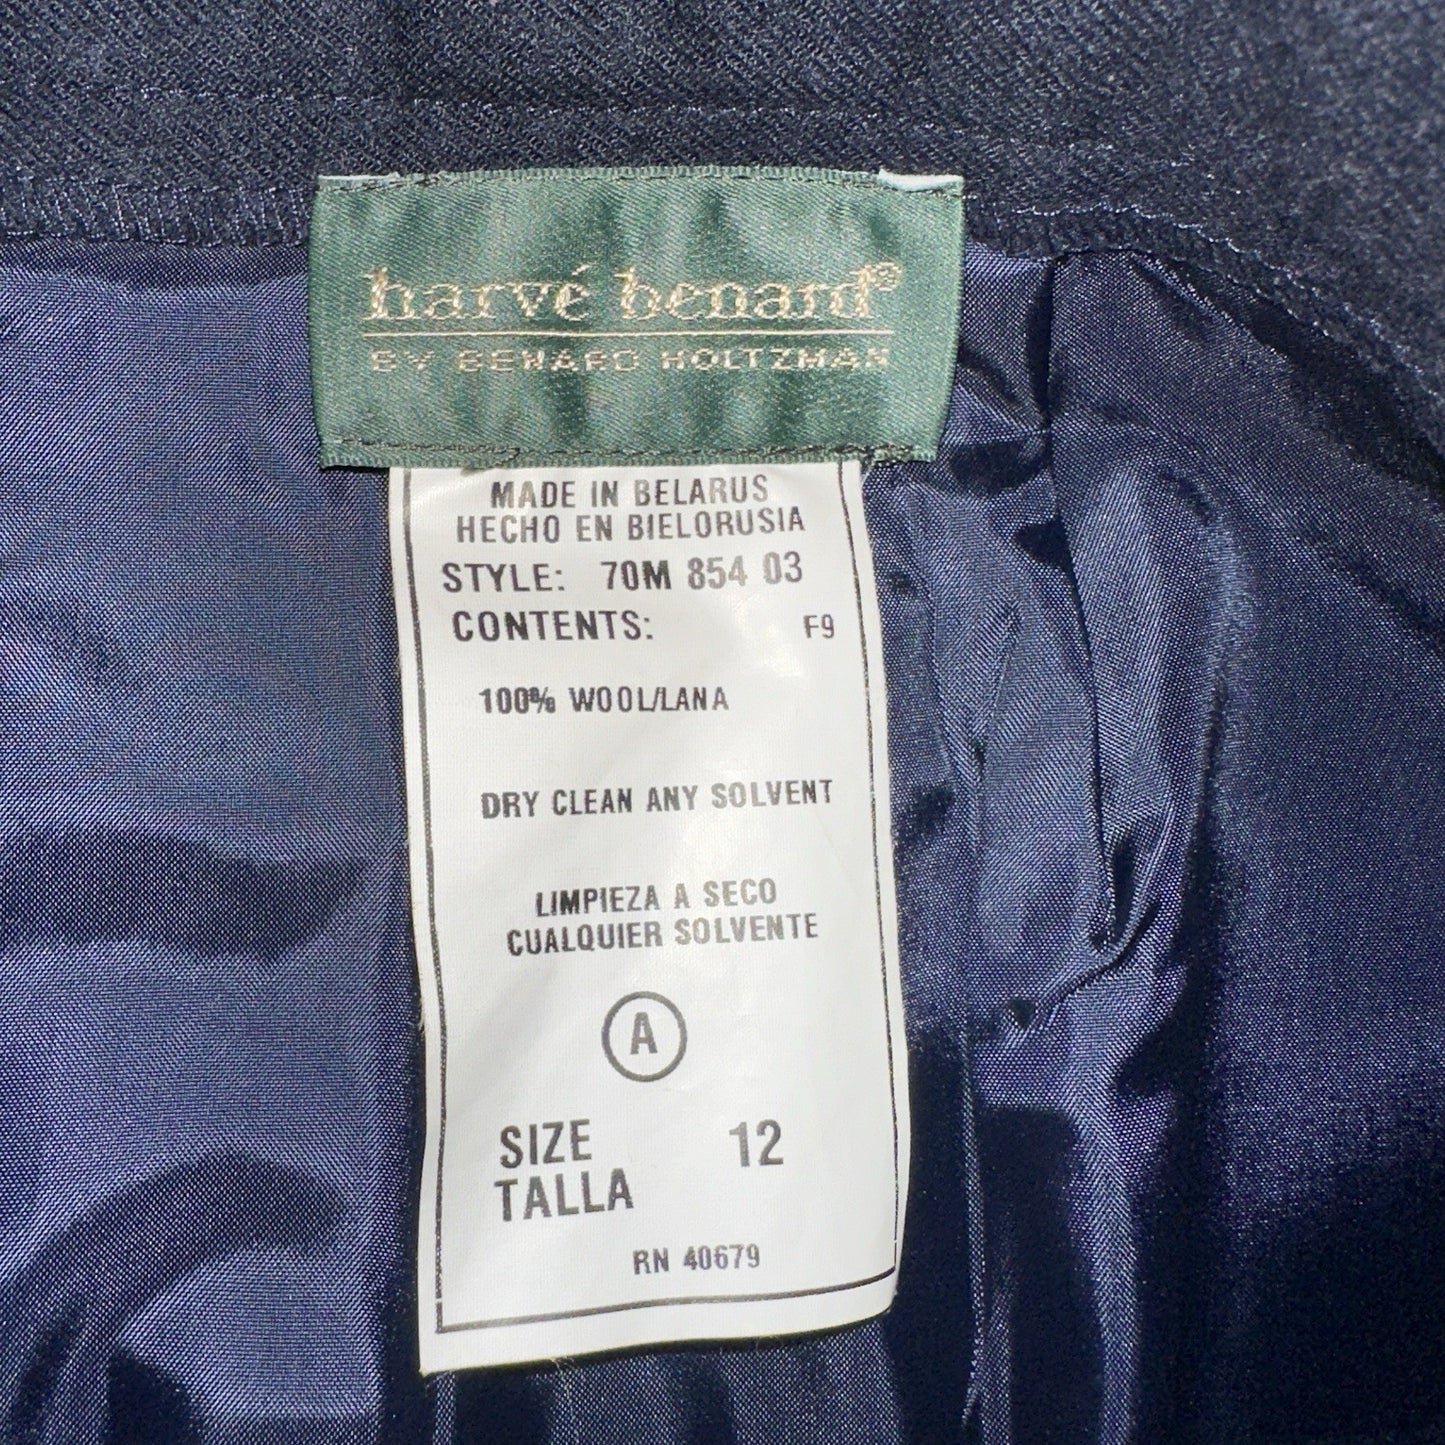 harvé benard®
BY BENARD HOLTZMAN
MADE IN BELARUS
HECHO EN BIELORUSIA
STYLE: 70M 854 03
CONTENTS: F9
100% WOOL/LANA
DRY CLEAN ANY SOLVENT
LIMPIEZA A SECO
CUALQUIER SOLVENTE
A
SIZE 12
TALLA
RN 40679